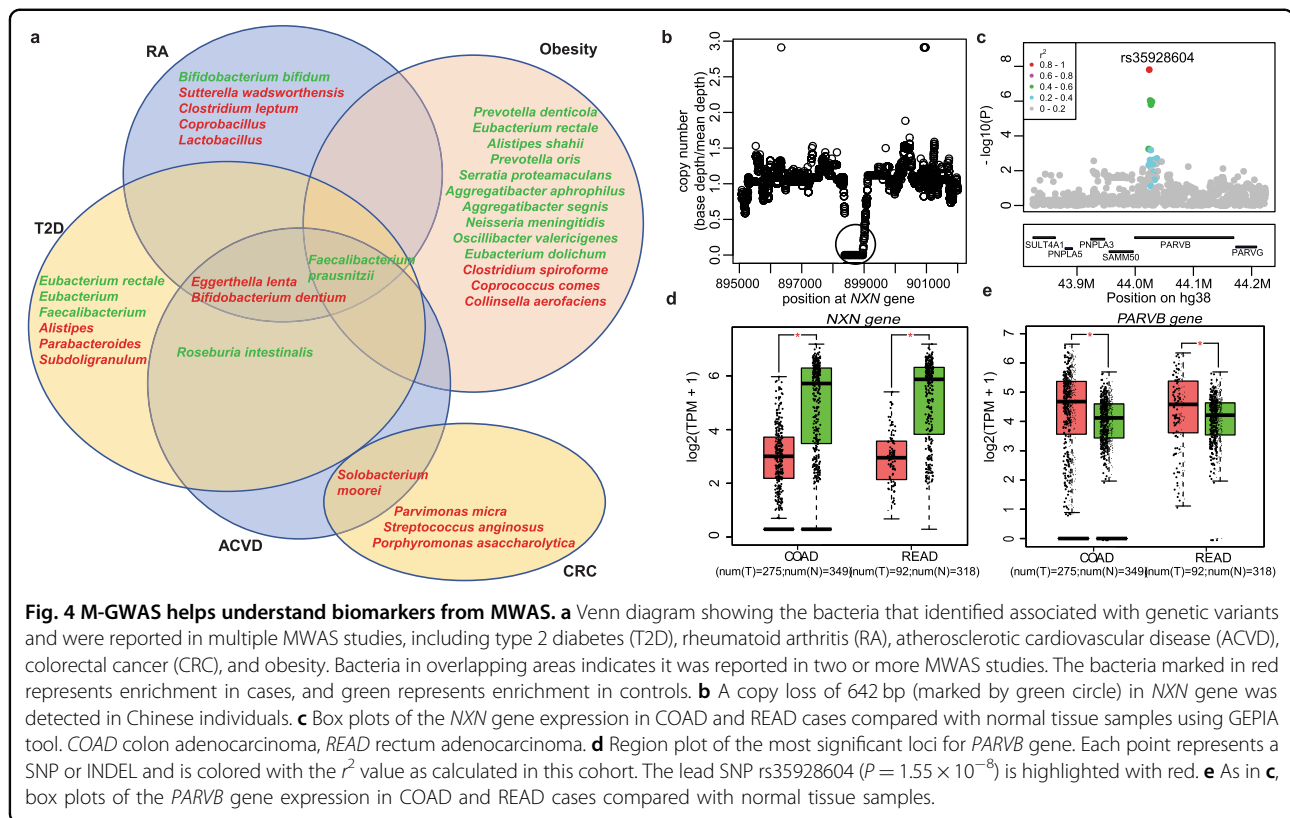 a
RA
Obesity
Bifidobacterium bifidum
Sutterella wadsworthensis
Clostridium leptum
Coprobacillus
Lactobacillus
Prevotella denticola
Eubacterium rectale
Alistipes shahii
Prevotella oris
Serratia proteamaculans
Aggregatibacter aphrophilus
Aggregatibacter segnis
Neisseria meningitidis
Oscillibacter valericigenes
Eubacterium dolichum
Clostridium spiroforme
Coprococcus comes
Collinsella aerofaciens
T2D
Faecalibacterium
prausnitzii
Eggerthella lenta
Bifidobacterium dentium
Eubacterium rectale
Eubacterium
Faecalibacterium
Alistipes
Parabacteroides
Subdoligranulum
Roseburia intestinalis
Solobacterium
moorei
Parvimonas micra
Streptococcus anginosus
Porphyromonas asaccharolytica
ACVD
CRC
b
copy number
(base depth/mean depth)
3.0
2.5
2.0
1.5
1.0
0.5
0.0
895000 897000 899000 901000
position at NXN gene
c
r²
0.8 - 1
0.6 - 0.8
0.4 - 0.6
0.2 - 0.4
0 - 0.2
rs35928604
- log10(P)
8
6
4
2
0
SULT4A1 PNPLA3 PARVB
PNPLA5 SAMM50 PARVG
43.9M 44.0M 44.1M 44.2M
Position on hg38
d
NXN gene
* *
log2(TPM + 1)
6
4
2
0
COAD READ
(num(T)=275;num(N)=349) (num(T)=92;num(N)=318)
e
PARVB gene
* *
log2(TPM + 1)
7
6
5
4
3
2
1
0
COAD READ
(num(T)=275;num(N)=349) (num(T)=92;num(N)=318)
Fig. 4 M-GWAS helps understand biomarkers from MWAS. a Venn diagram showing the bacteria that identified associated with genetic variants
and were reported in multiple MWAS studies, including type 2 diabetes (T2D), rheumatoid arthritis (RA), atherosclerotic cardiovascular disease (ACVD),
colorectal cancer (CRC), and obesity. Bacteria in overlapping areas indicates it was reported in two or more MWAS studies. The bacteria marked in red
represents enrichment in cases, and green represents enrichment in controls. b A copy loss of 642 bp (marked by green circle) in NXN gene was
detected in Chinese individuals. c Box plots of the NXN gene expression in COAD and READ cases compared with normal tissue samples using GEPIA
tool. COAD colon adenocarcinoma, READ rectum adenocarcinoma. d Region plot of the most significant loci for PARVB gene. Each point represents a
SNP or INDEL and is colored with the r² value as calculated in this cohort. The lead SNP rs35928604 (P = 1.55 × 10⁻⁸) is highlighted with red. e As in c,
box plots of the PARVB gene expression in COAD and READ cases compared with normal tissue samples.